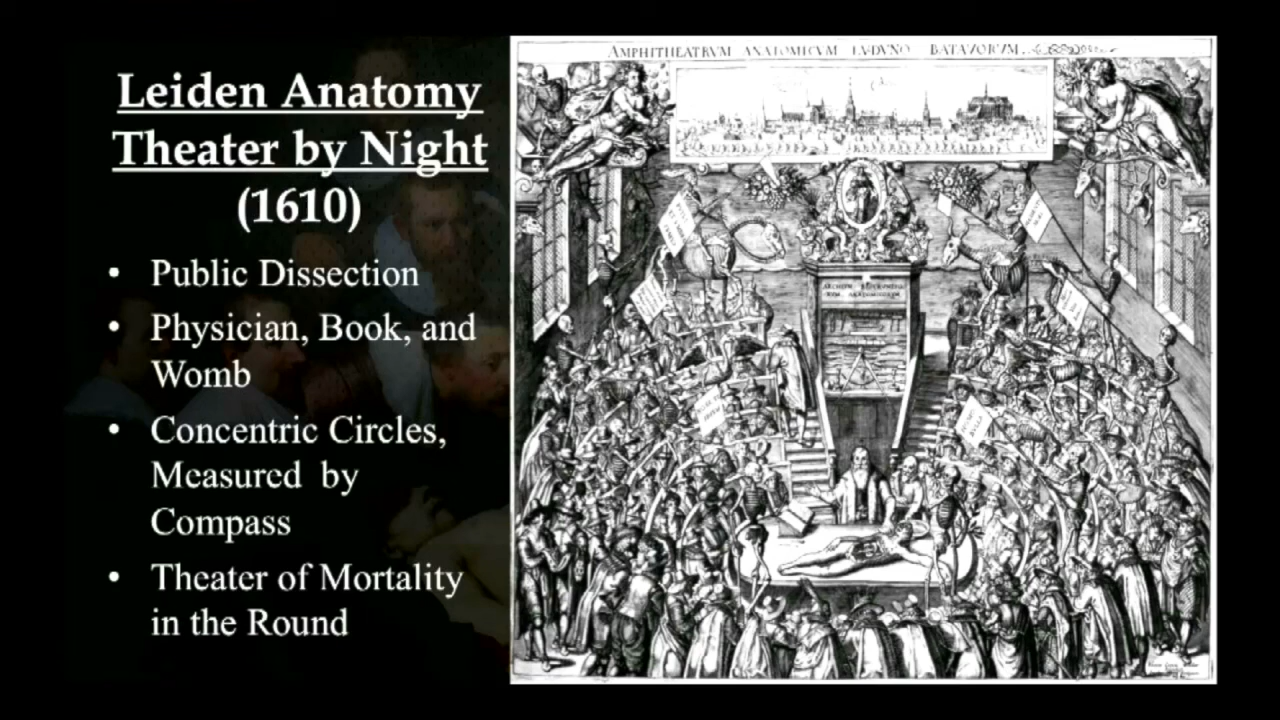 Leiden Anatomy
Theater by Night
(1610)
• Public Dissection
• Physician, Book, and
Womb
• Concentric Circles,
Measured by
Compass
• Theater of Mortality
in the Round
AMPHITHEATRVM ANATOMICVM LVDVNO BATAVORVM